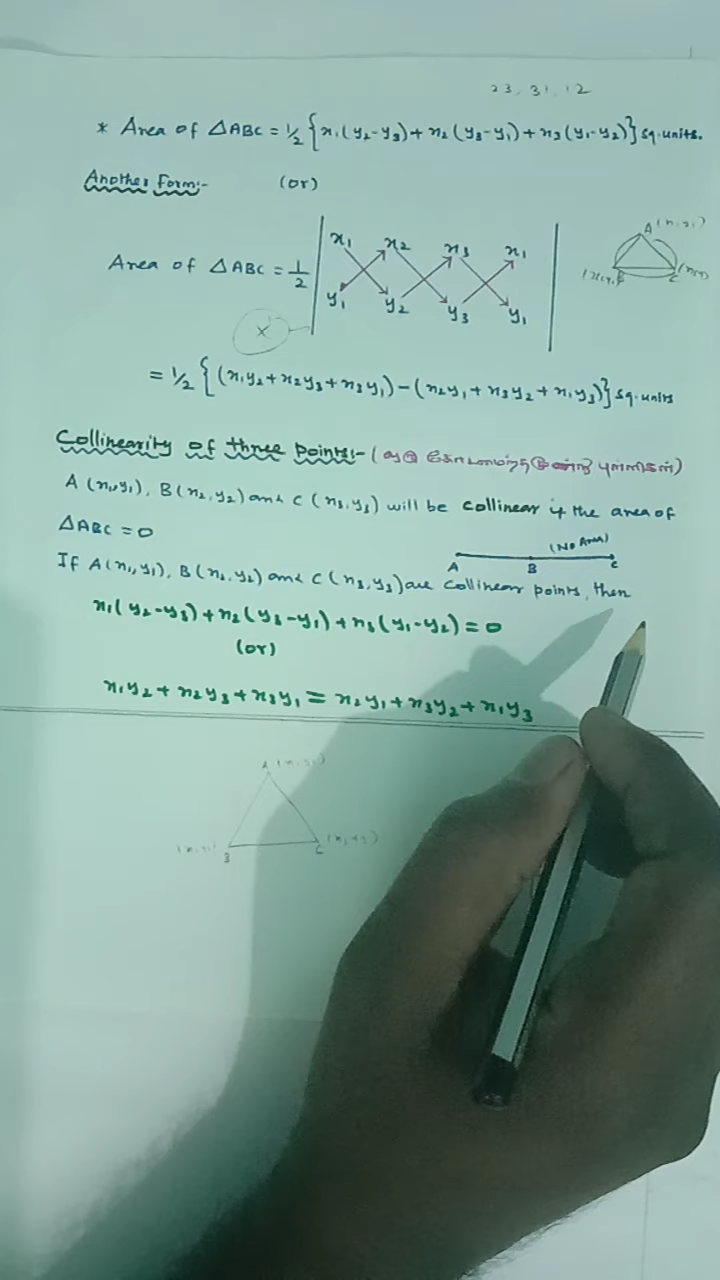 23, 31, 12
* Area of △ABC = 1/2 {x₁(y₂-y₃)+x₂(y₃-y₁)+x₃(y₁-y₂)} sq.units.
Another Form:- (or)
A
Area of △ABC = 1/2 | x₁ x₂ x₃ x₁
y₁ y₂ y₃ y₁ |
x
= 1/2 {(x₁y₂+x₂y₃+x₃y₁)-(x₂y₁+x₃y₂+x₁y₃)} sq.units
Collinearity of three Points:- (ஒரு
A(x₁,y₁), B(x₂,y₂) and C(x₃,y₃) will be collinear if the area of
△ABC = 0
(No Area)
A B C
If A(x₁,y₁), B(x₂,y₂) and C(x₃,y₃) are collinear points, then
x₁(y₂-y₃)+x₂(y₃-y₁)+x₃(y₁-y₂)=0
(or)
x₁y₂+x₂y₃+x₃y₁ = x₂y₁+x₃y₂+x₁y₃
A
B C